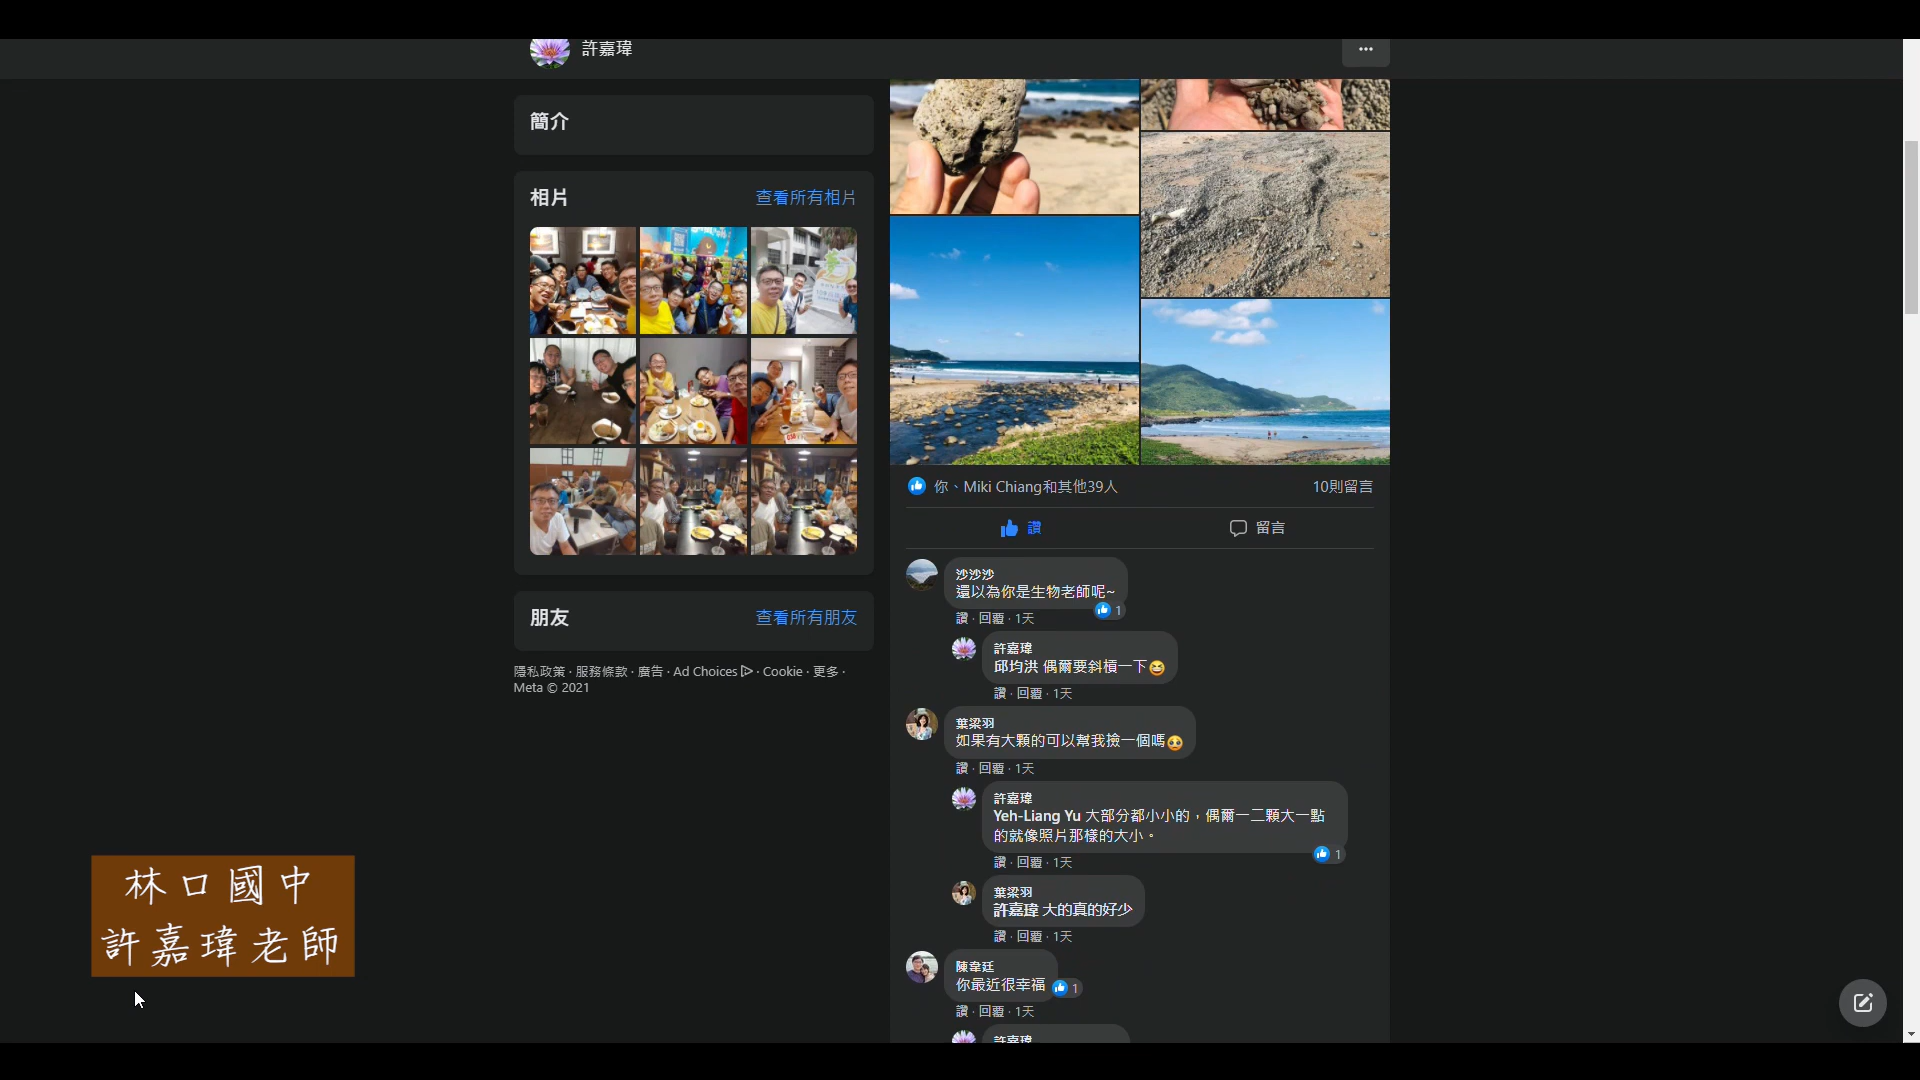 許嘉瑋
簡介
相片
查看所有相片
朋友
查看所有朋友
隱私政策 · 服務條款 · 廣告 · Ad Choices · Cookie · 更多 ·
Meta © 2021
你、Miki Chiang和其他39人
10則留言
讚
留言
沙沙沙
還以為你是生物老師呢~
1
讚 · 回覆 · 1天
許嘉瑋
邱均洪 偶爾要斜槓一下😆
讚 · 回覆 · 1天
葉梁羽
如果有大顆的可以幫我撿一個嗎🥺
讚 · 回覆 · 1天
許嘉瑋
Yeh-Liang Yu 大部分都小小的，偶爾一二顆大一點
的就像照片那樣的大小。
1
讚 · 回覆 · 1天
葉梁羽
許嘉瑋 大的真的好少
讚 · 回覆 · 1天
陳韋廷
你最近很幸福
1
讚 · 回覆 · 1天
許嘉瑋
林口國中
許嘉瑋老師